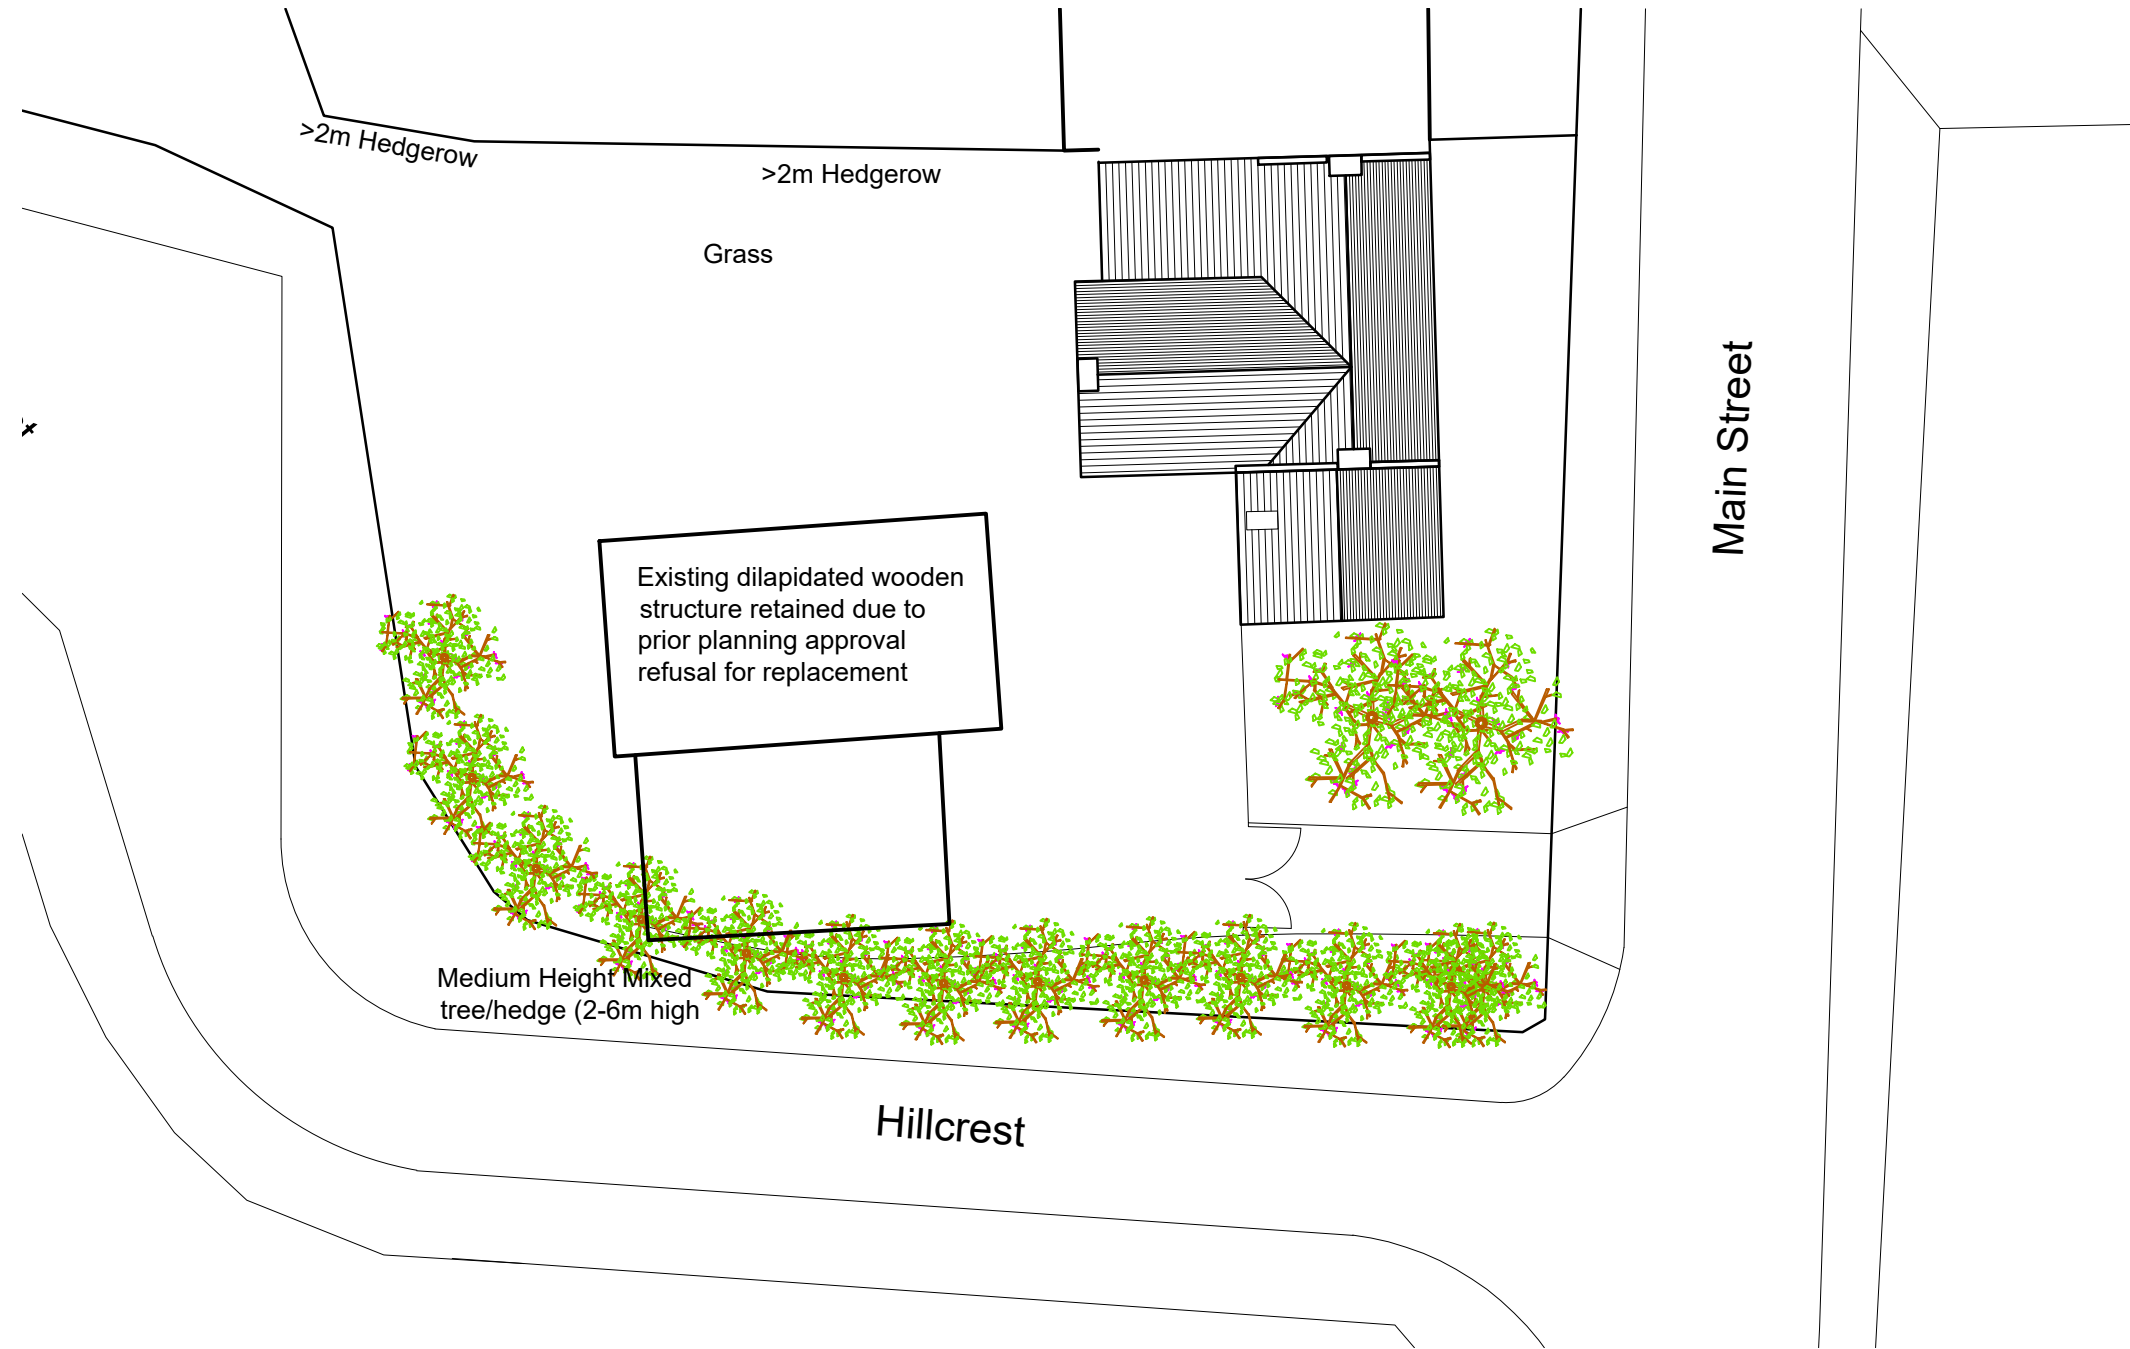 >2m Hedgerow
>2m Hedgerow
Grass
Main Street
Existing dilapidated wooden
structure retained due to
prior planning approval
refusal for replacement
Medium Height Mixed
tree/hedge (2-6m high
Hillcrest